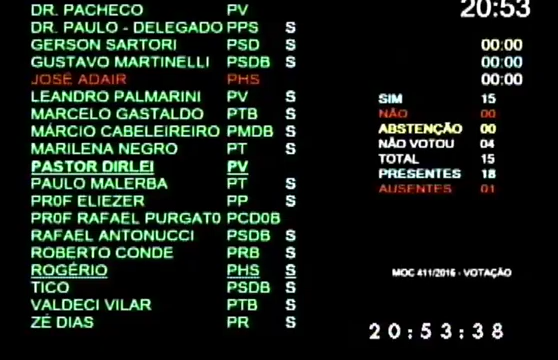 DR. PACHECO PV
20:53
DR. PAULO - DELEGADO PPS S
GERSON SARTORI PSD S
00:00
GUSTAVO MARTINELLI PSDB S
00:00
JOSÉ ADAIR PHS
00:00
LEANDRO PALMARINI PV S
SIM 15
MARCELO GASTALDO PTB S
NÃO 00
MÁRCIO CABELEIREIRO PMDB S
ABSTENÇÃO 00
MARILENA NEGRO PT S
NÃO VOTOU 04
PASTOR DIRLEI PV
TOTAL 15
PAULO MALERBA PT S
PRESENTES 18
PR0F ELIEZER PP S
AUSENTES 01
PR0F RAFAEL PURGAT0 PCD0B
RAFAEL ANTONUCCI PSDB S
ROBERTO CONDE PRB S
ROGÉRIO PHS S
MOC 411/2016 - VOTAÇÃO
TICO PSDB S
VALDECI VILAR PTB S
ZÉ DIAS PR S
20:53:38